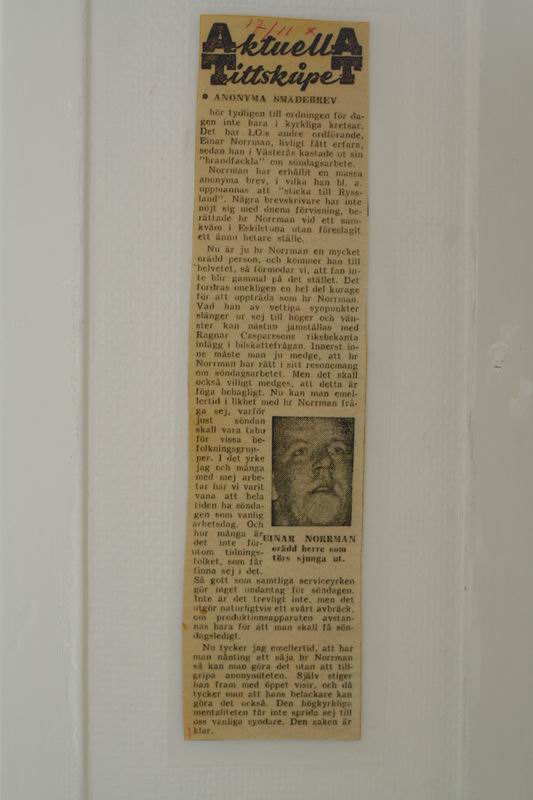 17/11 x
AktuellA
TittskåpeT
• ANONYMA SMÄDEBREV
hör tydligen till ordningen för da-
gen inte bara i kyrkliga kretsar.
Det har LO:s andre ordförande,
Einar Norrman, livligt fått erfara,
sedan han i Västerås kastade ut sin
"brandfackla" om söndagsarbete.
Norrman har erhållit en massa
anonyma brev, i vilka han bl. a.
uppmannas att "sticka till Ryss-
land". Några brevskrivare har inte
nöjt sig med denna förvisning, be-
rättade hr Norrman vid ett sam-
kväm i Eskilstuna utan föreslagit
ett ännu hetare ställe.
Nu är ju hr Norrman en mycket
orädd person, och kommer han till
helvetet, så förmodar vi, att fan in-
te blir gammal på det stället. Det
fordras onekligen en hel del kurage
för att uppträda som hr Norrman.
Vad han av vettiga synpunkter
slänger ur sej till höger och vän-
ster kan nästan jämställas med
Ragnar Casparssons riksbekanta
inlägg i bilskattefrågan. Innerst in-
ne måste man ju medge, att hr
Norrman har rätt i sitt resonemang
om söndagsarbetet. Men det skall
också villigt medges, att detta är
föga behagligt. Nu kan man emel-
lertid i likhet med hr Norrman frå-
ga sej, varför
just söndan
skall vara tabu
för vissa be-
folkningsgrup-
per. I det yrke
jag och många
med mej arbe-
tar har vi varit
vana att hela
tiden ha sönda-
gen som vanlig
arbetsdag. Och
hur många är
det inte för-
utom tidnings-
folket, som får
finna sej i det.
EINAR NORRMAN
orädd herre som
törs sjunga ut.
Så gott som samtliga serviceyrken
gör inget undantag för söndagen.
Inte är det trevligt inte, men det
utgör naturligtvis ett svårt avbräck,
om produktionsapparaten avstan-
nas bara för att man skall få sön-
dagsledigt.
Nu tycker jag emellertid, att har
man nånting att säja hr Norrman
så kan man göra det utan att till-
gripa anonymiteten. Själv stiger
han fram med öppet visir, och då
tycker man att hans belackare kan
göra det också. Den högkyrkliga
mentaliteten får inte sprida sej till
oss vanliga syndare. Den saken är
klar.